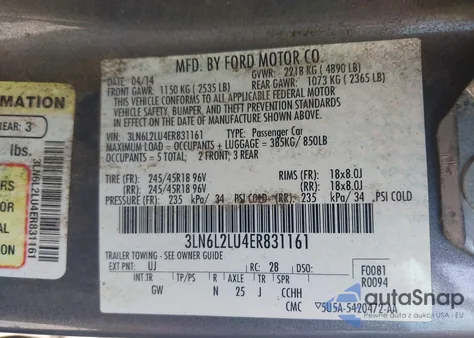 MFD. BY FORD MOTOR CO.
DATE: 04/14 GVWR: 2218 KG ( 4890 LB)
FRONT GAWR: 1150 KG ( 2535 LB) REAR GAWR: 1073 KG ( 2365 LB)
THIS VEHICLE CONFORMS TO ALL APPLICABLE FEDERAL MOTOR
VEHICLE SAFETY, BUMPER, AND THEFT PREVENTION STANDARDS IN
EFFECT ON THE DATE OF MANUFACTURE SHOWN ABOVE.
VEHICLE IDENTIFICATION NO.
VIN: 3LN6L2LU4ER831161 TYPE: Passenger Car
MAXIMUM LOAD = OCCUPANTS + LUGGAGE = 385KG/ 850LB
OCCUPANTS = 5 TOTAL; 2 FRONT; 3 REAR
TIRE (FR): 245/45R18 96V RIMS (FR): 18x8.0J
(RR): 245/45R18 96V (RR): 18x8.0J
PRESSURE (FR): 235 kPa/ 34 PSI COLD (RR): 235 kPa/ 34 PSI COLD
3LN6L2LU4ER831161
TRAILER TOWING - SEE OWNER GUIDE
EXT PNT: UJ RC: 28 DSO: F0081
R0094
INT.TR TP/PS R AXLE TR SPR
GW N 25 J CCHH
CMC ▽5U5A-5420472-AA
RMATION
REAR: 3
lbs.
3LN6L2LU4ER831161
autoSnap